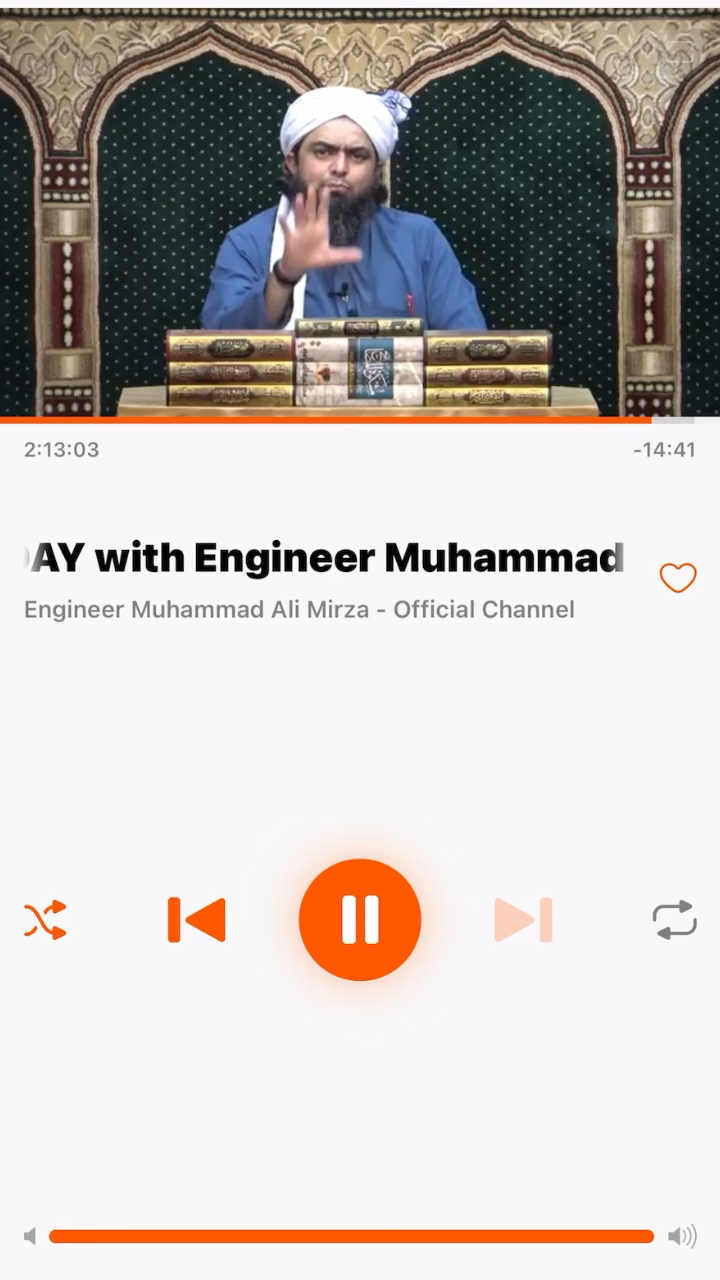 2:13:03
-14:41
AY with Engineer Muhammad
Engineer Muhammad Ali Mirza - Official Channel